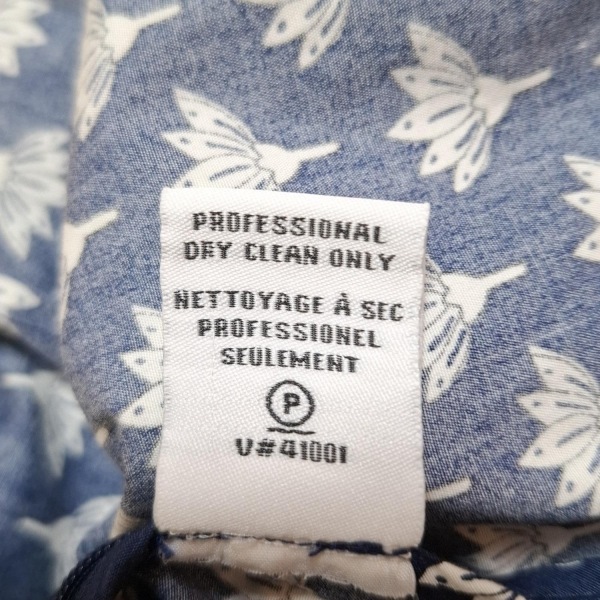 PROFESSIONAL
DRY CLEAN ONLY
NETTOYAGE À SEC
PROFESSIONEL
SEULEMENT
P
V#41001